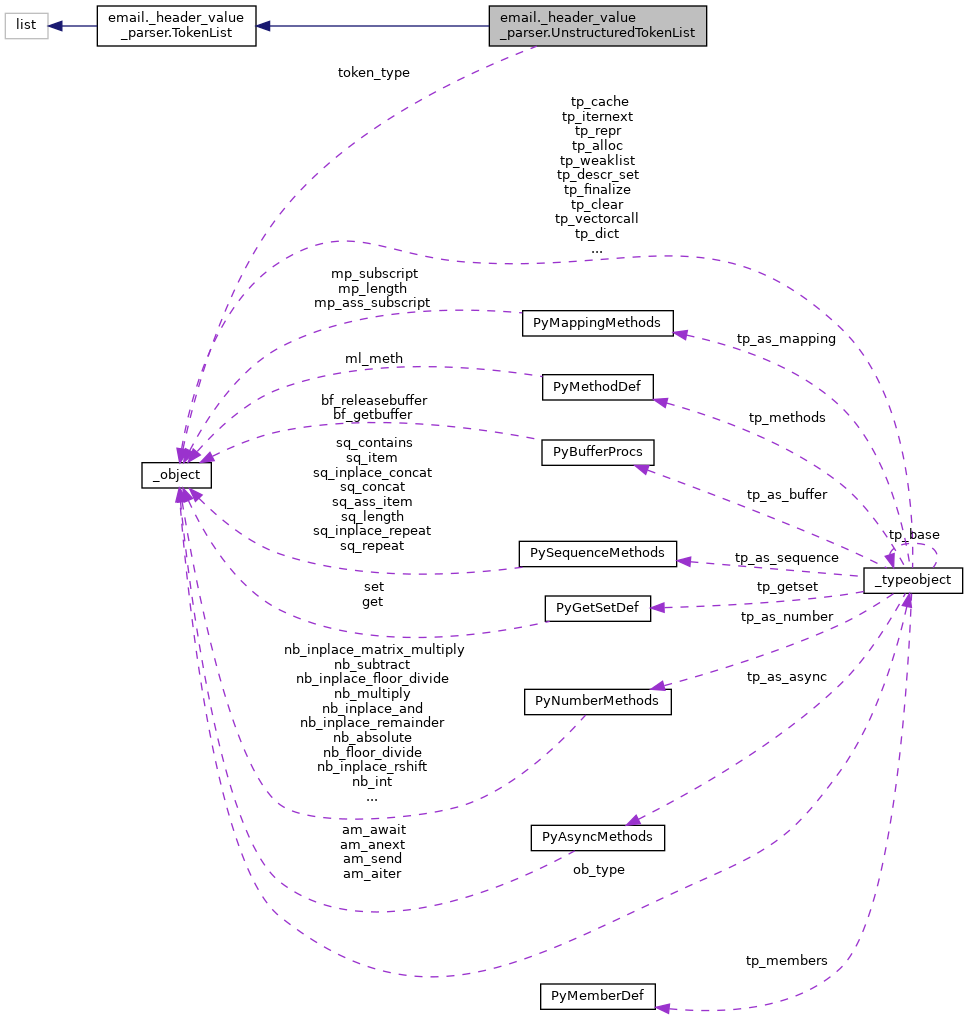 list
email._header_value
_parser.TokenList
email._header_value
_parser.UnstructuredTokenList
token_type
tp_cache
tp_iternext
tp_repr
tp_alloc
tp_weaklist
tp_descr_set
tp_finalize
tp_clear
tp_vectorcall
tp_dict
...
mp_subscript
mp_length
mp_ass_subscript
PyMappingMethods
tp_as_mapping
ml_meth
PyMethodDef
tp_methods
bf_releasebuffer
bf_getbuffer
PyBufferProcs
tp_as_buffer
_object
sq_contains
sq_item
sq_inplace_concat
sq_concat
sq_ass_item
sq_length
sq_inplace_repeat
sq_repeat
PySequenceMethods
tp_as_sequence
tp_base
_typeobject
set
get
PyGetSetDef
tp_getset
tp_as_number
nb_inplace_matrix_multiply
nb_subtract
nb_inplace_floor_divide
nb_multiply
nb_inplace_and
nb_inplace_remainder
nb_absolute
nb_floor_divide
nb_inplace_rshift
nb_int
...
PyNumberMethods
tp_as_async
am_await
am_anext
am_send
am_aiter
PyAsyncMethods
ob_type
tp_members
PyMemberDef